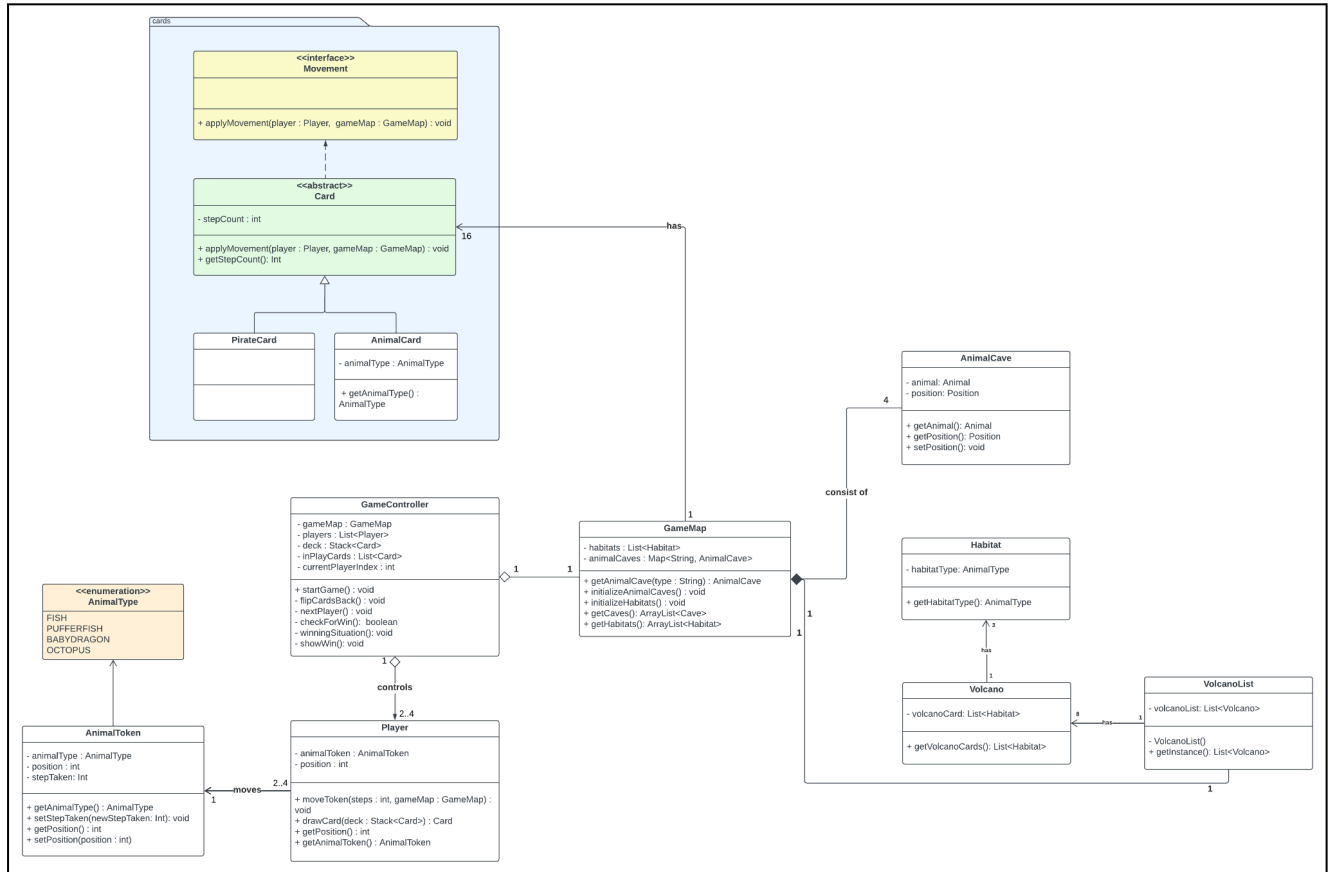 cards
<<interface>>
Movement
+ applyMovement(player : Player, gameMap : GameMap) : void
<<abstract>>
Card
- stepCount : int
+ applyMovement(player : Player, gameMap : GameMap) : void
+ getStepCount(): Int
has
16
1
PirateCard
AnimalCard
- animalType : AnimalType
+ getAnimalType() :
AnimalType
AnimalCave
- animal: Animal
- position: Position
+ getAnimal(): Animal
+ getPosition(): Position
+ setPosition(): void
4
consist of
1
GameController
- gameMap : GameMap
- players : List<Player>
- deck : Stack<Card>
- inPlayCards : List<Card>
- currentPlayerIndex : int
+ startGame() : void
- flipCardsBack() : void
- nextPlayer() : void
- checkForWin(): boolean
- winningSituation(): void
- showWin(): void
1
1
GameMap
- habitats : List<Habitat>
- animalCaves : Map<String, AnimalCave>
+ getAnimalCave(type : String) : AnimalCave
+ initializeAnimalCaves() : void
+ initializeHabitats() : void
+ getCaves(): ArrayList<Cave>
+ getHabitats(): ArrayList<Habitat>
Habitat
- habitatType: AnimalType
+ getHabitatType(): AnimalType
3
has
1
Volcano
- volcanoCard: List<Habitat>
+ getVolcanoCards(): List<Habitat>
8
has
1
VolcanoList
- volcanoList: List<Volcano>
- VolcanoList()
+ getInstance(): List<Volcano>
1
1
<<enumeration>>
AnimalType
FISH
PUFFERFISH
BABYDRAGON
OCTOPUS
1
controls
2..4
AnimalToken
- animalType : AnimalType
- position : int
- stepTaken: Int
+ getAnimalType() : AnimalType
+ setStepTaken(newStepTaken: Int): void
+ getPosition() : int
+ setPosition(position : int)
1
moves
2..4
Player
- animalToken : AnimalToken
- position : int
+ moveToken(steps : int, gameMap : GameMap) :
void
+ drawCard(deck : Stack<Card>) : Card
+ getPosition() : int
+ getAnimalToken() : AnimalToken